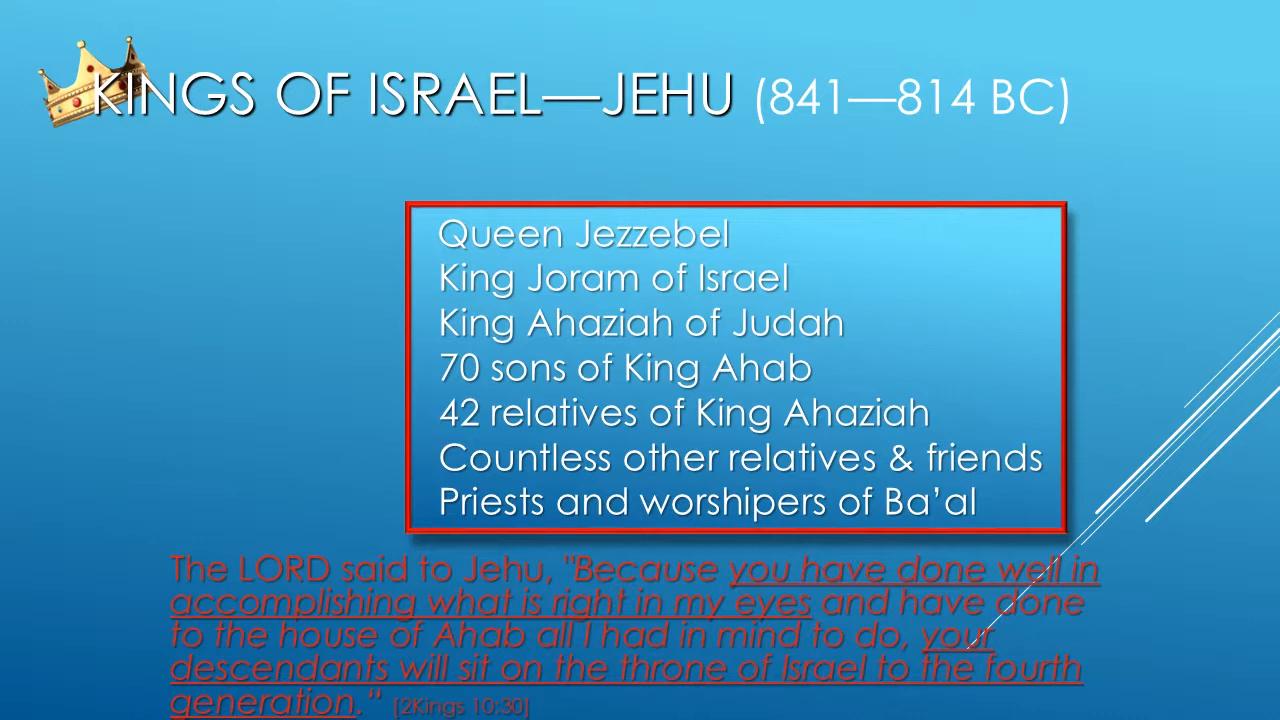 KINGS OF ISRAEL—JEHU (841—814 BC)
Queen Jezzebel
King Joram of Israel
King Ahaziah of Judah
70 sons of King Ahab
42 relatives of King Ahaziah
Countless other relatives & friends
Priests and worshipers of Ba’al
The LORD said to Jehu, "Because you have done well in
accomplishing what is right in my eyes and have done
to the house of Ahab all I had in mind to do, your
descendants will sit on the throne of Israel to the fourth
generation.“ [2Kings 10:30]